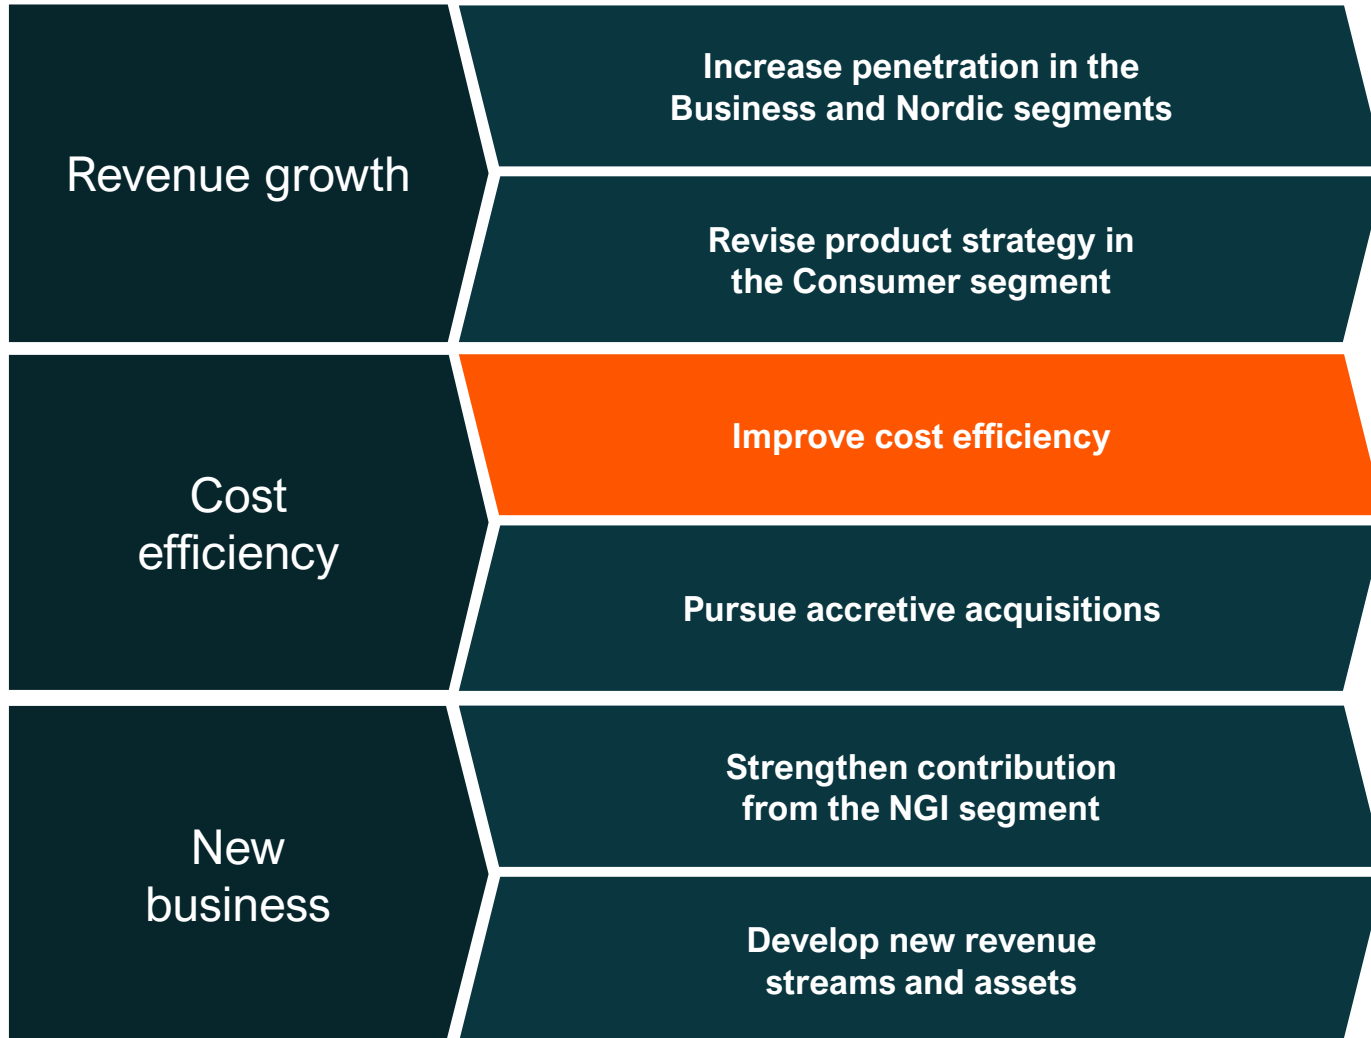 Revenue growth
Increase penetration in the
Business and Nordic segments
Revise product strategy in
the Consumer segment
Cost
efficiency
Improve cost efficiency
Pursue accretive acquisitions
New
business
Strengthen contribution
from the NGI segment
Develop new revenue
streams and assets